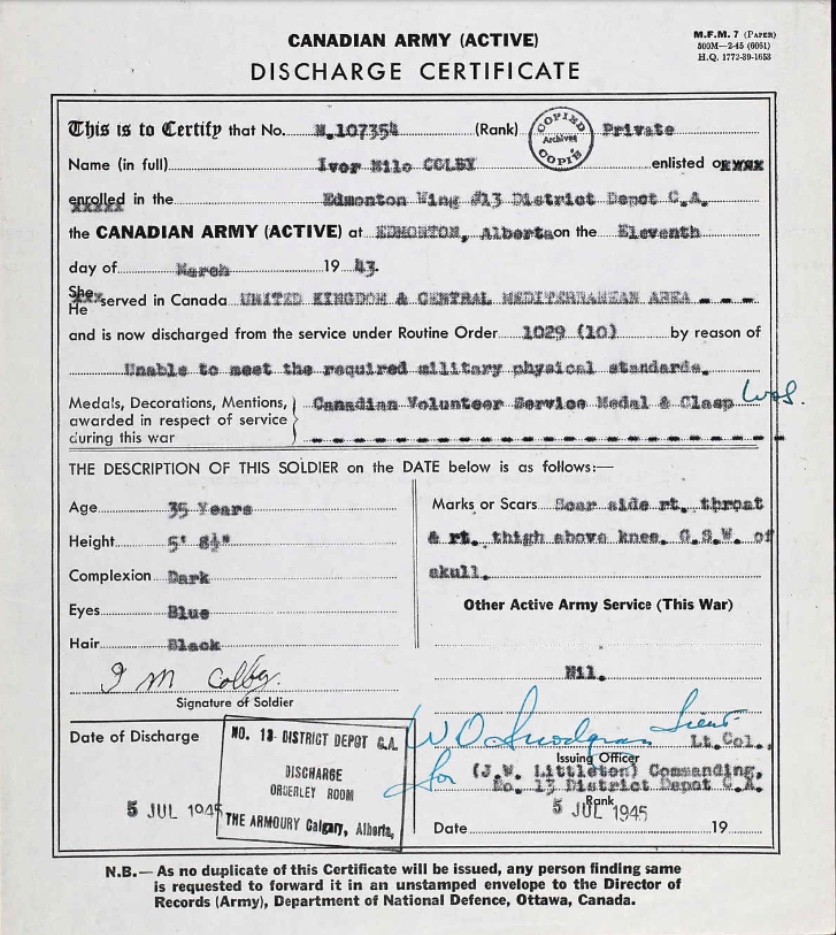 CANADIAN ARMY (ACTIVE)
M.F.M. 7 (PAPER)
500M—2-45 (6051)
H.Q. 1772-39-1653
DISCHARGE CERTIFICATE
This is to Certify that No. M.107354 (Rank) Private
COPIED Archives COPIÉ
Name (in full) Ivor Milo COLBY enlisted or
enrolled in the Edmonton Wing #13 District Depot C.A.
the CANADIAN ARMY (ACTIVE) at EDMONTON, Alberta on the Eleventh
day of March 19 43.
She
He served in Canada UNITED KINGDOM & CENTRAL MEDITERRANEAN AREA - - -
and is now discharged from the service under Routine Order 1029 (10) by reason of
Unable to meet the required military physical standards.
Medals, Decorations, Mentions, awarded in respect of service during this war
Canadian Volunteer Service Medal & Clasp
THE DESCRIPTION OF THIS SOLDIER on the DATE below is as follows:—
Age 35 Years
Height 5' 8½"
Complexion Dark
Eyes Blue
Hair Black
I M Colby.
Signature of Soldier
Marks or Scars Scar side rt. throat
& rt. thigh above knee. G.S.W. of
skull.
Other Active Army Service (This War)
Nil.
Date of Discharge
5 JUL 1945
NO. 13 DISTRICT DEPOT C.A.
DISCHARGE
ORDERLEY ROOM
THE ARMOURY Calgary, Alberta,
Lieut
Lt.Col.,
Issuing Officer
for (J.W. Littleton) Commanding,
No. 13 District Depot C.A.
Rank
5 JUL 1945
Date 19
N.B.—As no duplicate of this Certificate will be issued, any person finding same
is requested to forward it in an unstamped envelope to the Director of
Records (Army), Department of National Defence, Ottawa, Canada.